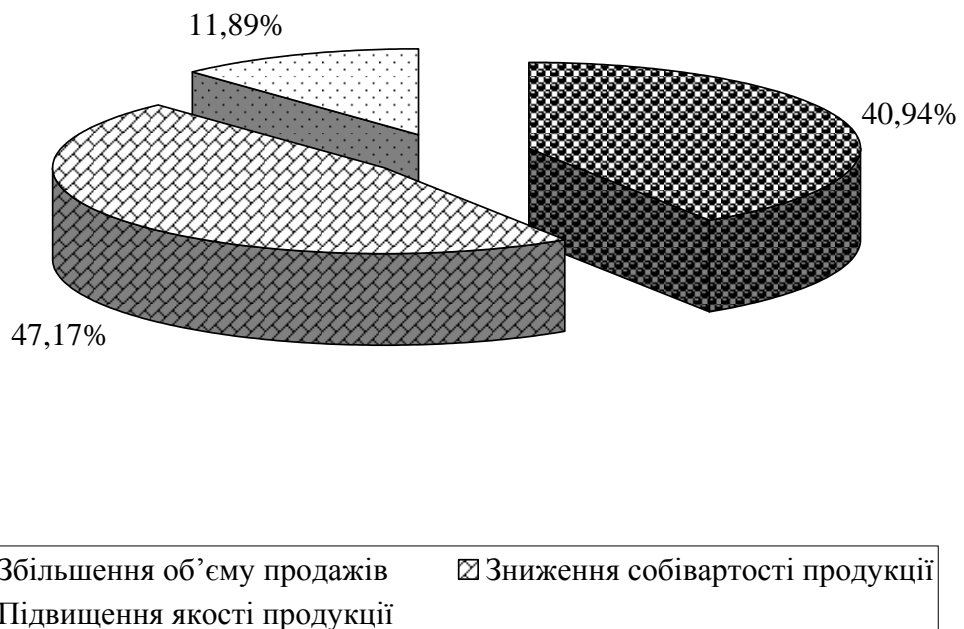 11,89%
40,94%
47,17%
Збільшення об’єму продажів
Зниження собівартості продукції
Підвищення якості продукції